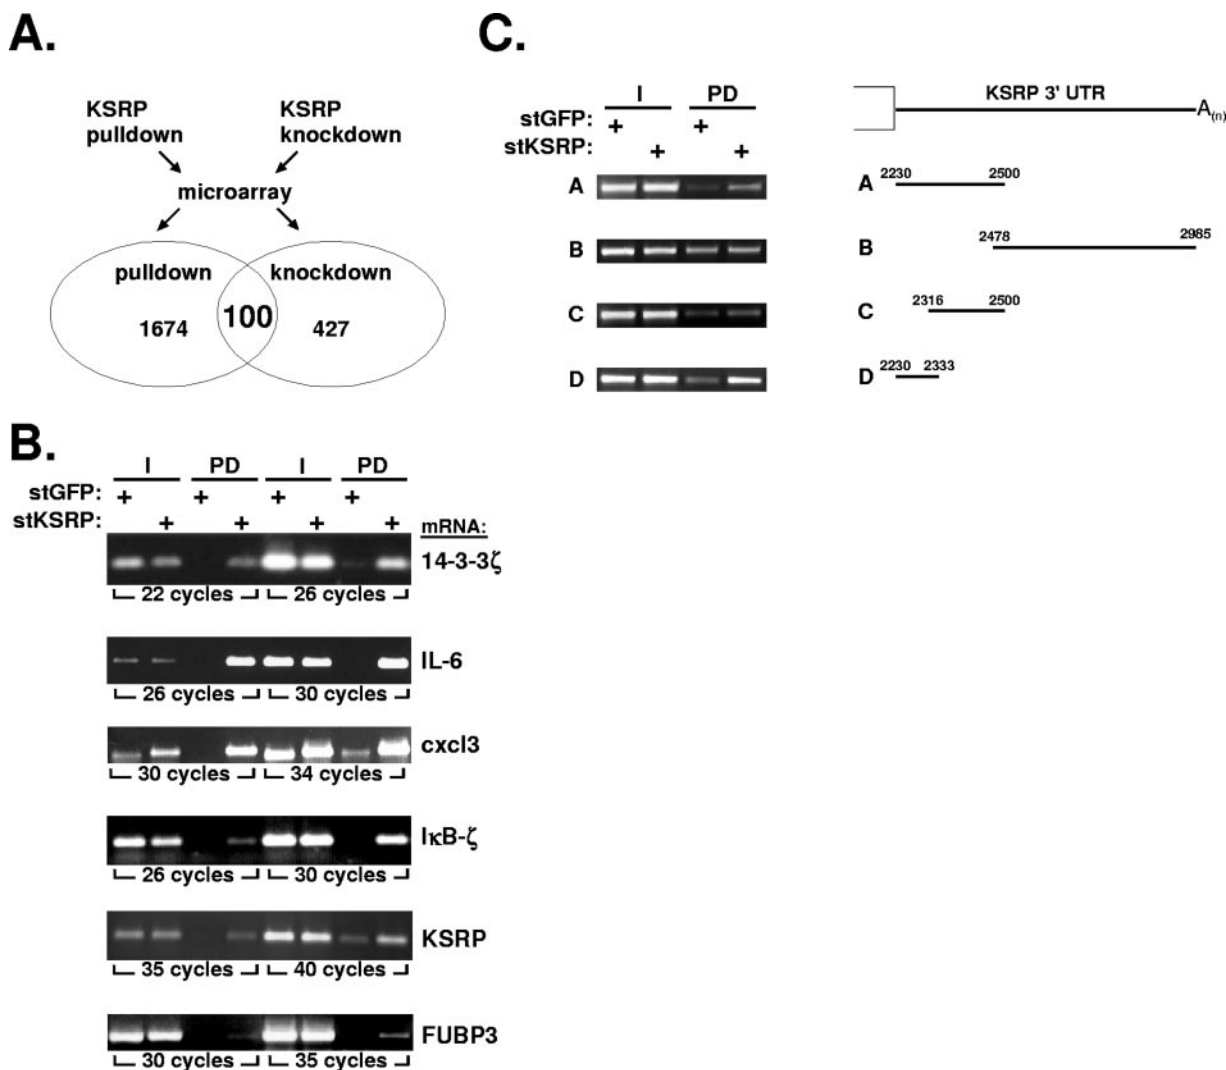 A.
KSRP pulldown
KSRP knockdown
microarray
pulldown knockdown
1674 100 427
B.
I PD I PD
stGFP: + + + +
stKSRP: + + + + mRNA:
14-3-3ζ
22 cycles 26 cycles
IL-6
26 cycles 30 cycles
cxcl3
30 cycles 34 cycles
IκB-ζ
26 cycles 30 cycles
KSRP
35 cycles 40 cycles
FUBP3
30 cycles 35 cycles
C.
I PD
stGFP: + +
stKSRP: + +
A
B
C
D
KSRP 3' UTR
A(n)
A 2230 2500
B 2478 2985
C 2316 2500
D 2230 2333